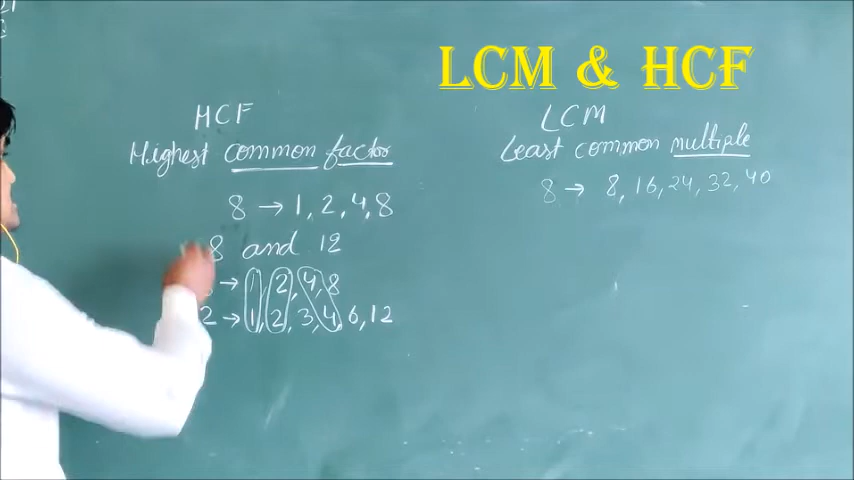 LCM & HCF
HCF
Highest common factor
8 → 1, 2, 4, 8
8 and 12
→ 1, 2, 4, 8
2 → 1, 2, 3, 4, 6, 12
LCM
Least common multiple
8 → 8, 16, 24, 32, 40